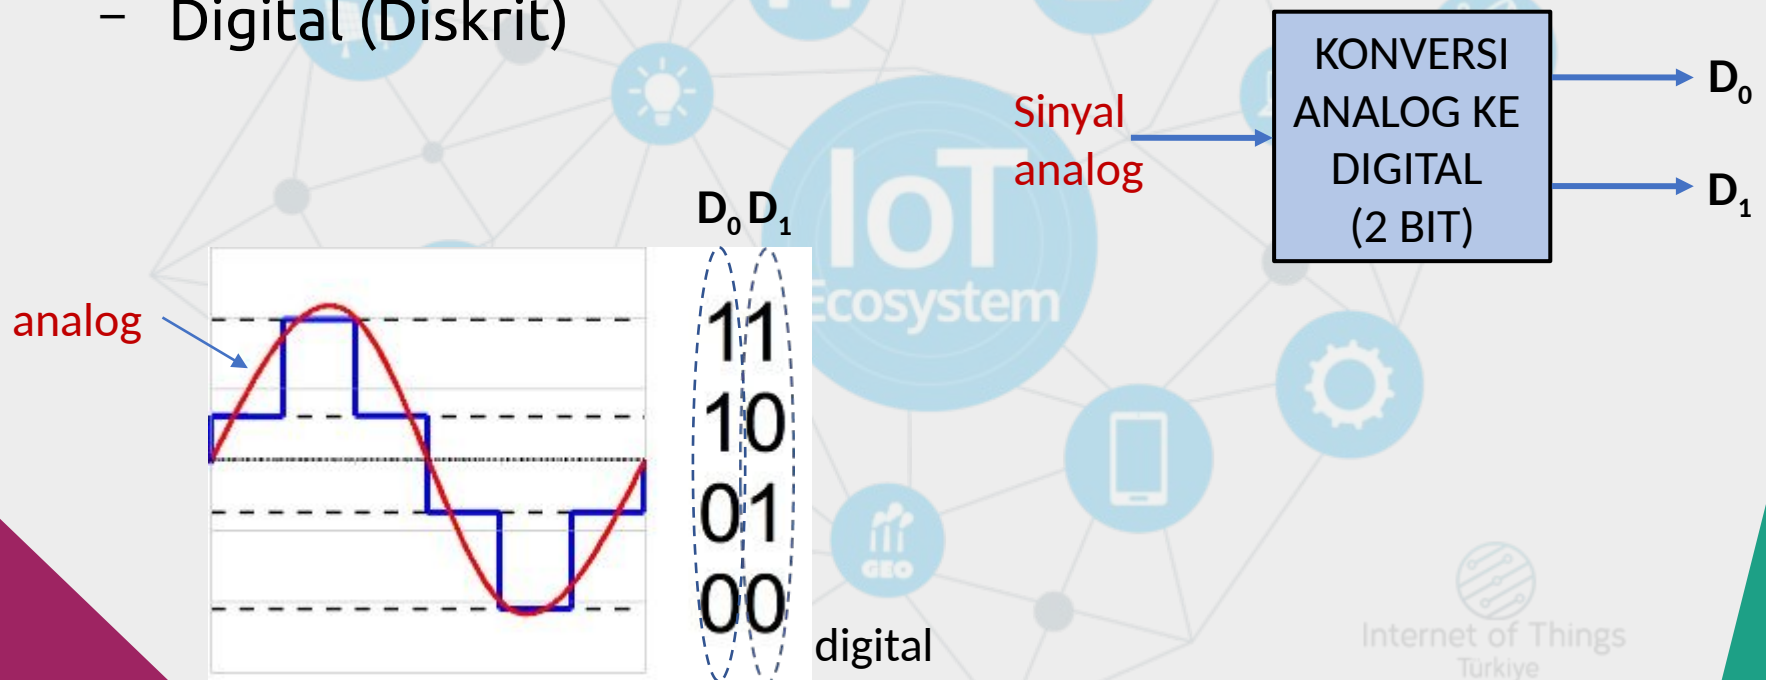 – Digital (Diskrit)
KONVERSI
ANALOG KE
DIGITAL
(2 BIT)
Sinyal
analog
D0
D1
D0 D1
analog
11
10
01
00
digital
IoT
Ecosystem
GEO
Internet of Things
Türkiye